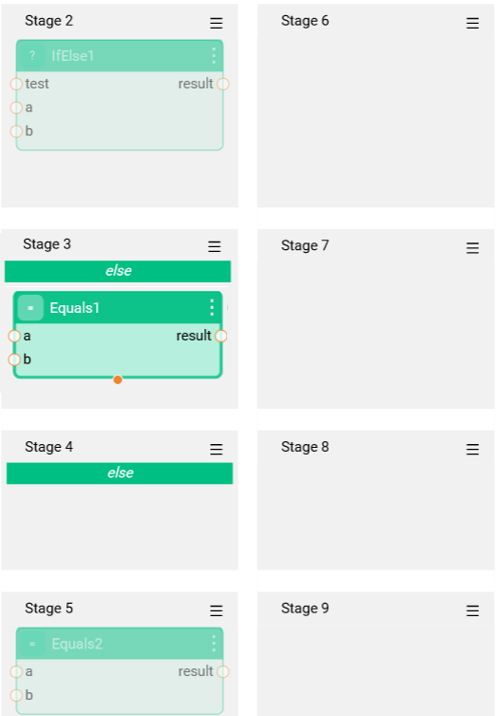 Stage 2
? IfElse1
test result
a
b
Stage 3
else
= Equals1
a result
b
Stage 4
else
Stage 5
= Equals2
a result
b
Stage 6
Stage 7
Stage 8
Stage 9